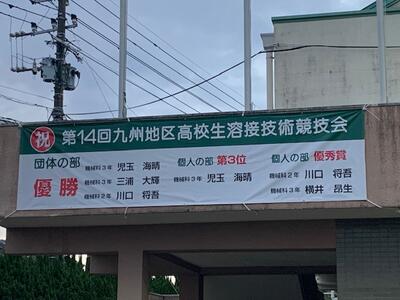 祝 第14回九州地区高校生溶接技術競技会
団体の部 優勝
機械科3年 児玉 海晴
機械科3年 三浦 大輝
機械科2年 川口 将吾
個人の部 第3位
機械科3年 児玉 海晴
個人の部 優秀賞
機械科2年 川口 将吾
機械科3年 横井 昂生